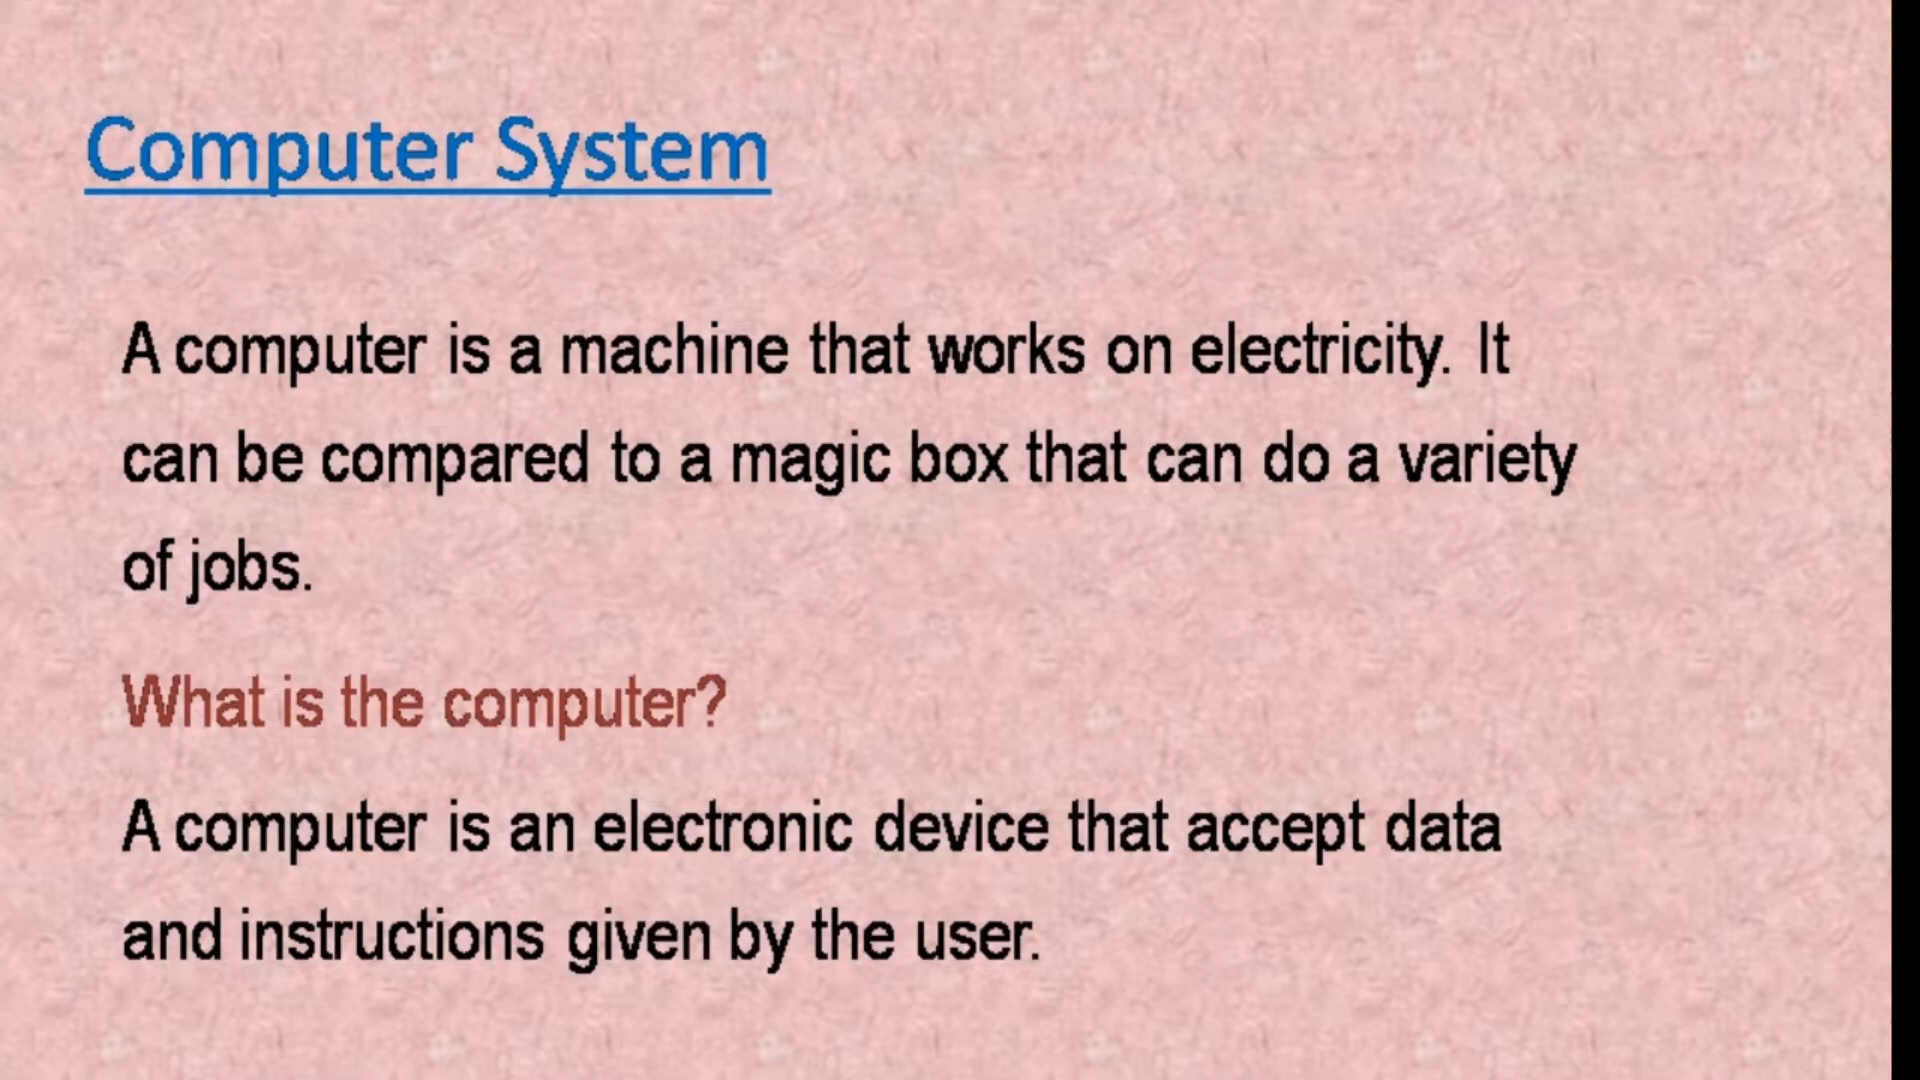 Computer System
A computer is a machine that works on electricity. It
can be compared to a magic box that can do a variety
of jobs.
What is the computer?
A computer is an electronic device that accept data
and instructions given by the user.